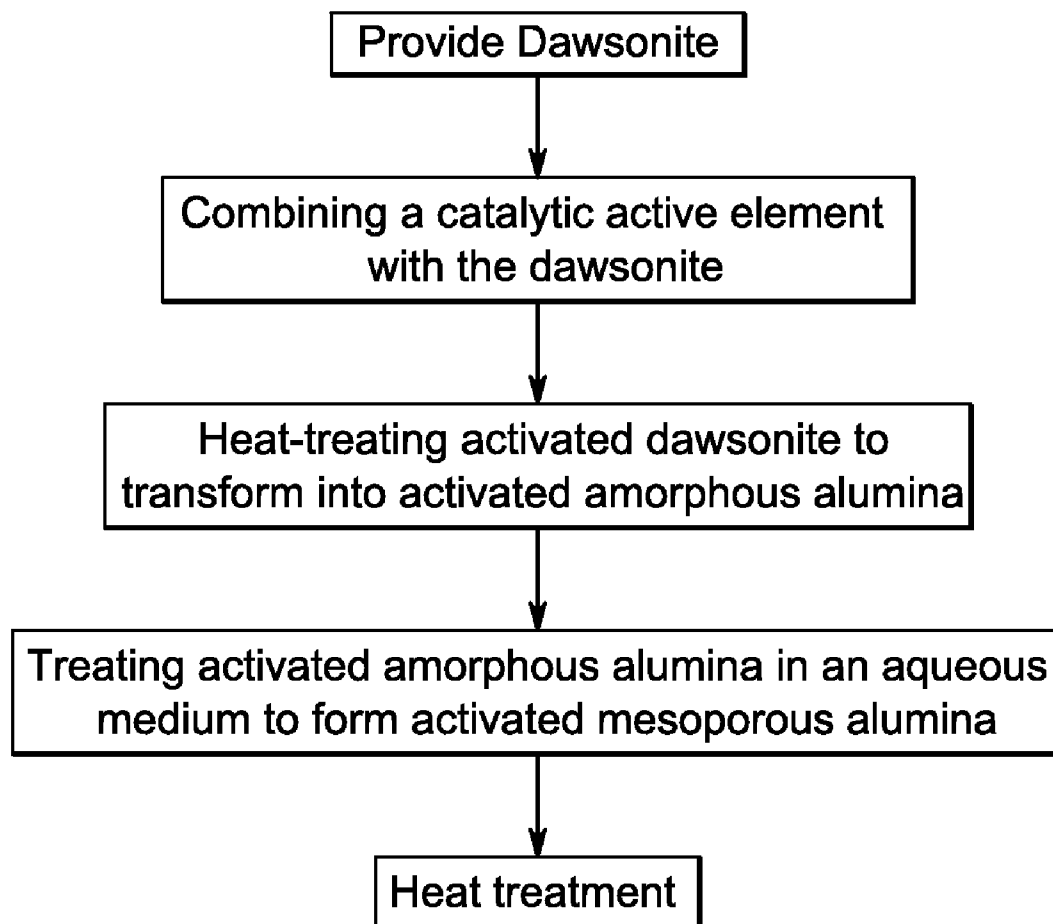 Provide Dawsonite
Combining a catalytic active element
with the dawsonite
Heat-treating activated dawsonite to
transform into activated amorphous alumina
Treating activated amorphous alumina in an aqueous
medium to form activated mesoporous alumina
Heat treatment